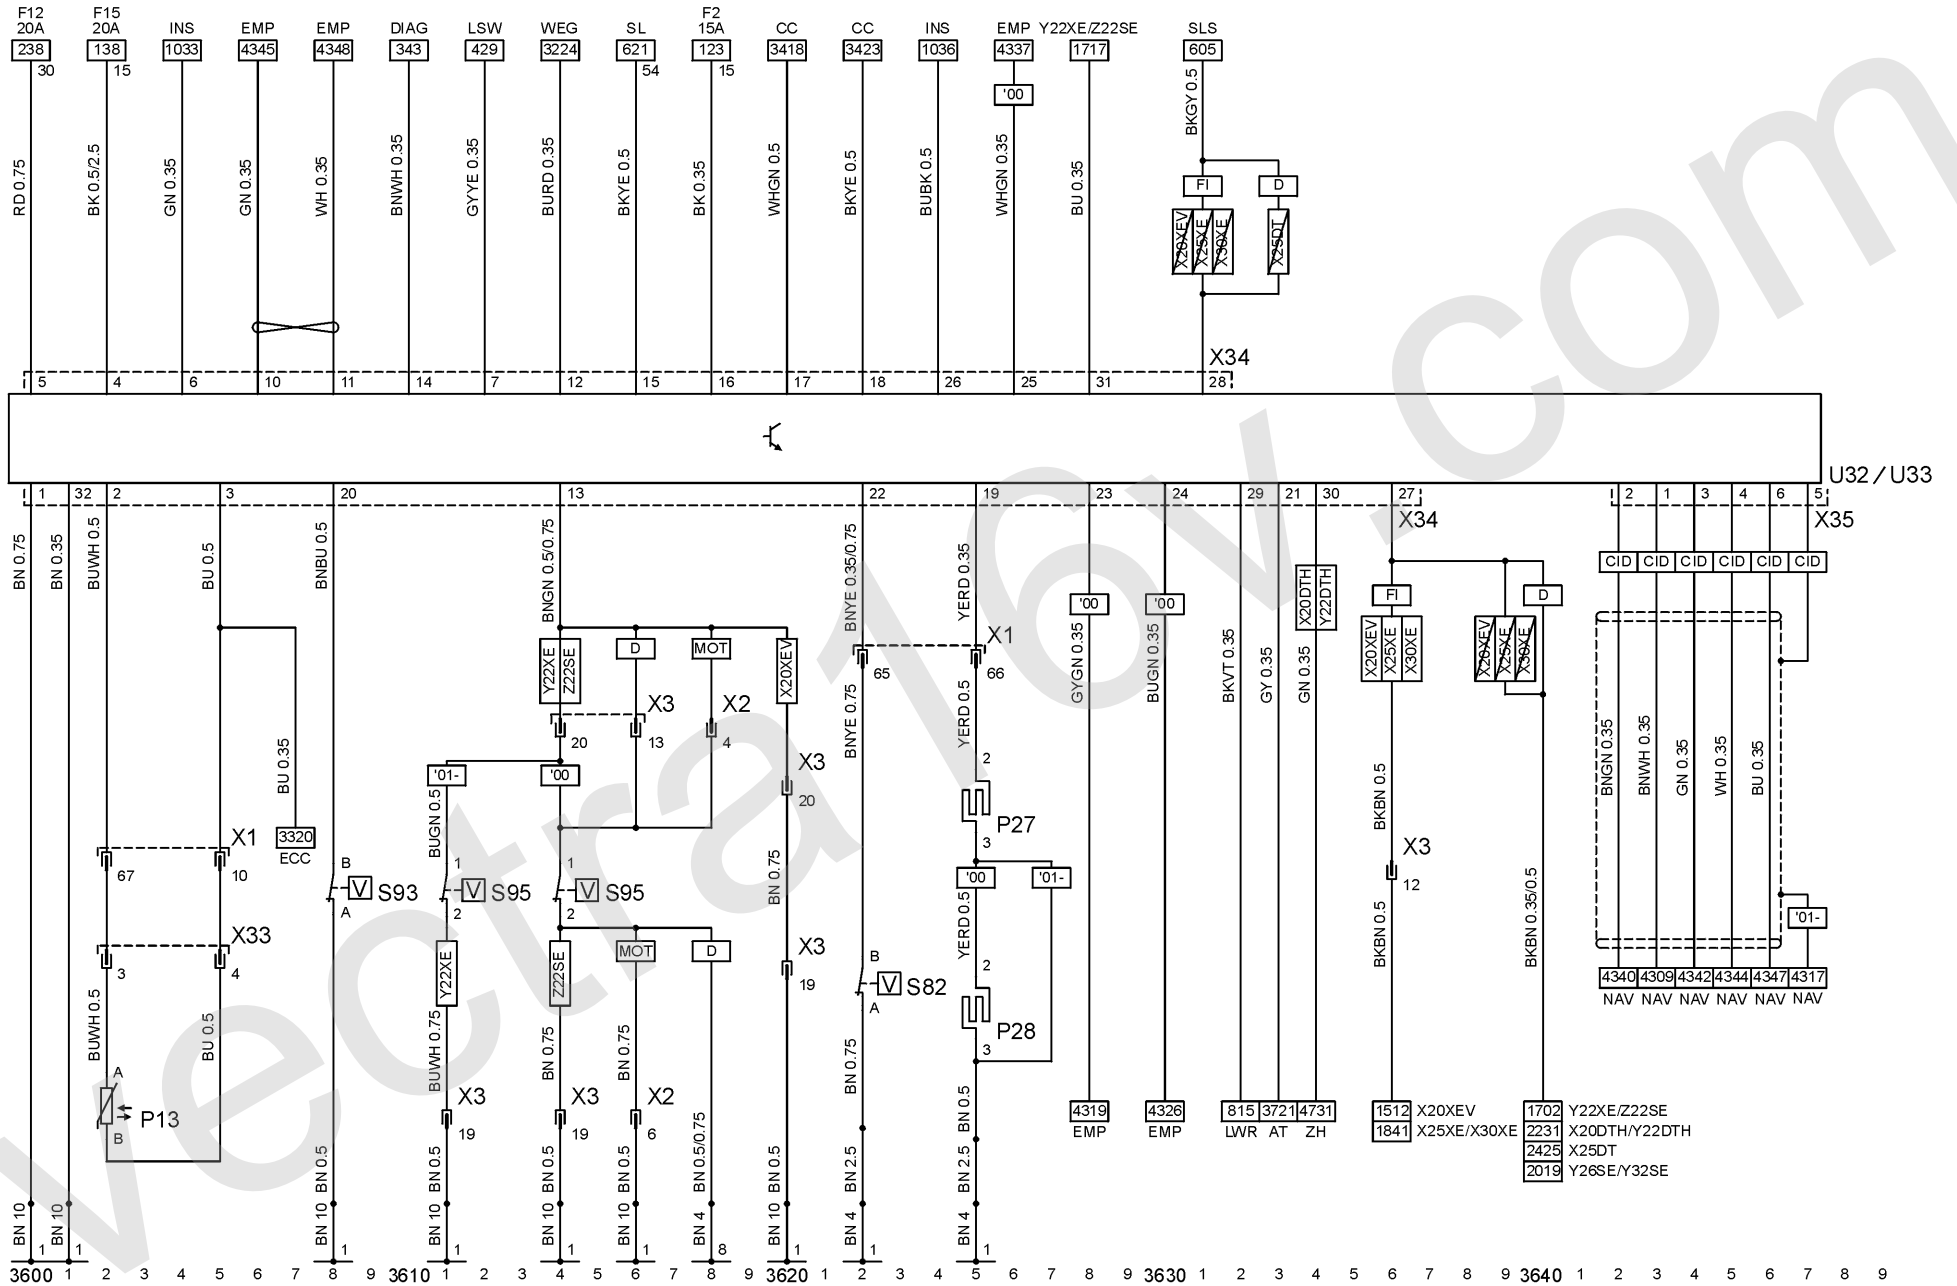 F12 F15 F2
20A 20A INS EMP EMP DIAG LSW WEG SL 15A CC CC INS EMP Y22XE/Z22SE SLS
238 138 1033 4345 4348 343 429 3224 621 123 3418 3423 1036 4337 1717 605
30 15 54 15
'00
RD 0.75
BK 0.5/2.5
GN 0.35
GN 0.35
WH 0.35
BNWH 0.35
GYYE 0.35
BURD 0.35
BKYE 0.5
BK 0.35
WHGN 0.5
BKYE 0.5
BUBK 0.5
WHGN 0.35
BU 0.35
BKGY 0.5
FI D
X20XEV
X25XE
X30XE
X25DT
X34
5 4 6 10 11 14 7 12 15 16 17 18 26 25 31 28
U32/U33
1 32 2 3 20 13 22 19 23 24 29 21 30 27 2 1 3 4 6 5
X34 X35
BN 0.75
BN 0.35
BUWH 0.5
BU 0.5
BNBU 0.5
BNGN 0.5/0.75
BNYE 0.35/0.75
YERD 0.35
CID CID CID CID CID CID
X20DTH
Y22DTH
'00 '00 FI D
X1
65 66
Y22XE
Z22SE
D MOT
X20XEV
X20XEV
X25XE
X30XE
X20XEV
X25XE
X30XE
GYGN 0.35
BUGN 0.35
BKVT 0.35
GY 0.35
GN 0.35
BNYE 0.75
YERD 0.5
BU 0.35
X3 X2
20 13 4
'01- '00
X3
20
2
P27
3
BNGN 0.35
BNWH 0.35
GN 0.35
WH 0.35
BU 0.35
BUGN 0.5
BKBN 0.5
3320
ECC
X1
67 10
B A S93 V
1 2 S95 V
1 2 S95 V
BN 0.75
'00 '01-
X3
12
BKBN 0.5
BKBN 0.35/0.5
YERD 0.5
'01-
X33
3 4
Y22XE
Z22SE
MOT D
X3
19
B A S82 V
2
P28
3
4340 4309 4342 4344 4347 4317
NAV NAV NAV NAV NAV NAV
BUWH 0.5
BU 0.5
BUWH 0.75
BN 0.75
BN 0.75
BN 0.75
A
P13
B
X3 X3 X2
19 19 6
BN 0.5/0.75
BN 0.5
4319 4326 815 3721 4731 1512 X20XEV 1702 Y22XE/Z22SE
EMP EMP LWR AT ZH 1841 X25XE/X30XE 2231 X20DTH/Y22DTH
2425 X25DT
2019 Y26SE/Y32SE
BN 0.5
BN 0.5
BN 0.5
BN 0.5
BN 0.5
BN 2.5
BN 2.5
BN 10
BN 10
BN 10
BN 10
BN 10
BN 10
BN 4
BN 10
BN 4
BN 4
1 1 1 1 1 1 8 1 1 1
3600 1 2 3 4 5 6 7 8 9 3610 1 2 3 4 5 6 7 8 9 3620 1 2 3 4 5 6 7 8 9 3630 1 2 3 4 5 6 7 8 9 3640 1 2 3 4 5 6 7 8 9
vectra16v.com